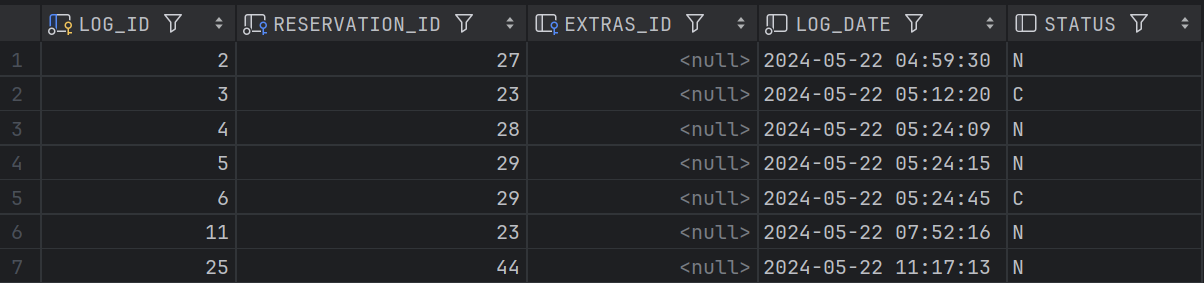 LOG_ID RESERVATION_ID EXTRAS_ID LOG_DATE STATUS
1 2 27 <null> 2024-05-22 04:59:30 N
2 3 23 <null> 2024-05-22 05:12:20 C
3 4 28 <null> 2024-05-22 05:24:09 N
4 5 29 <null> 2024-05-22 05:24:15 N
5 6 29 <null> 2024-05-22 05:24:45 C
6 11 23 <null> 2024-05-22 07:52:16 N
7 25 44 <null> 2024-05-22 11:17:13 N